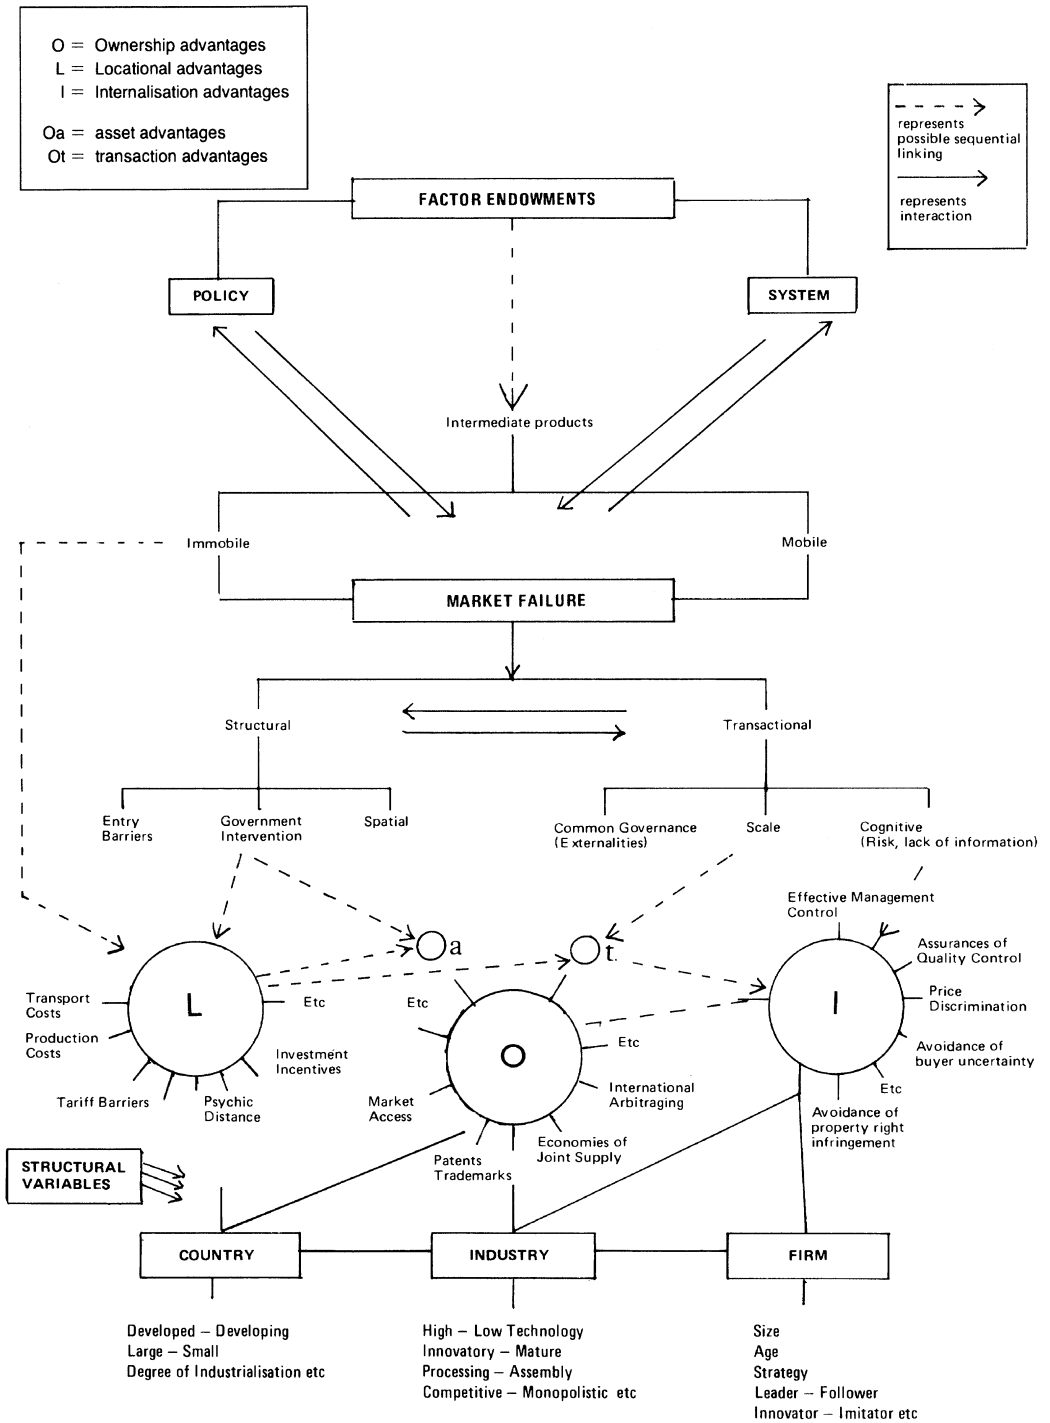 O = Ownership advantages
L = Locational advantages
I = Internalisation advantages
Oa = asset advantages
Ot = transaction advantages
represents
possible sequential
linking
represents
interaction
FACTOR ENDOWMENTS
POLICY
SYSTEM
Intermediate products
Immobile
Mobile
MARKET FAILURE
Structural
Transactional
Entry
Barriers
Government
Intervention
Spatial
Common Governance
(Externalities)
Scale
Cognitive
(Risk, lack of information)
a
t.
L
Transport
Costs
Production
Costs
Tariff Barriers
Psychic
Distance
Investment
Incentives
Etc
O
Etc
Market
Access
Patents
Trademarks
Economies of
Joint Supply
International
Arbitraging
Etc
I
Effective Management
Control
Assurances of
Quality Control
Price
Discrimination
Avoidance of
buyer uncertainty
Etc
Avoidance of
property right
infringement
STRUCTURAL
VARIABLES
COUNTRY
INDUSTRY
FIRM
Developed – Developing
Large – Small
Degree of Industrialisation etc
High – Low Technology
Innovatory – Mature
Processing – Assembly
Competitive – Monopolistic etc
Size
Age
Strategy
Leader – Follower
Innovator – Imitator etc